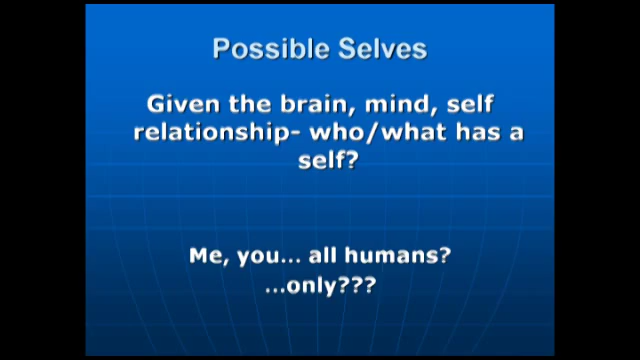 Possible Selves
Given the brain, mind, self
relationship- who/what has a
self?
Me, you... all humans?
...only???